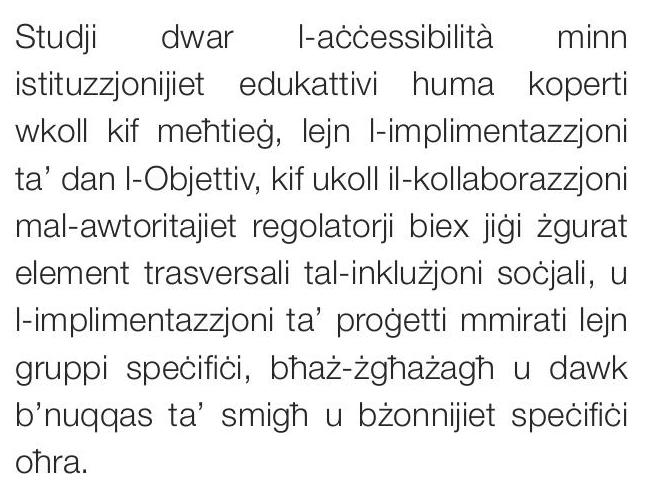 Studji dwar l-aċċessibilità minn
istituzzjonijiet edukattivi huma koperti
wkoll kif meħtieġ, lejn l-implimentazzjoni
ta’ dan l-Objettiv, kif ukoll il-kollaborazzjoni
mal-awtoritajiet regolatorji biex jiġi żgurat
element trasversali tal-inklużjoni soċjali, u
l-implimentazzjoni ta’ proġetti mmirati lejn
gruppi speċifiċi, bħaż-żgħażagħ u dawk
b’nuqqas ta’ smigħ u bżonnijiet speċifiċi
oħra.